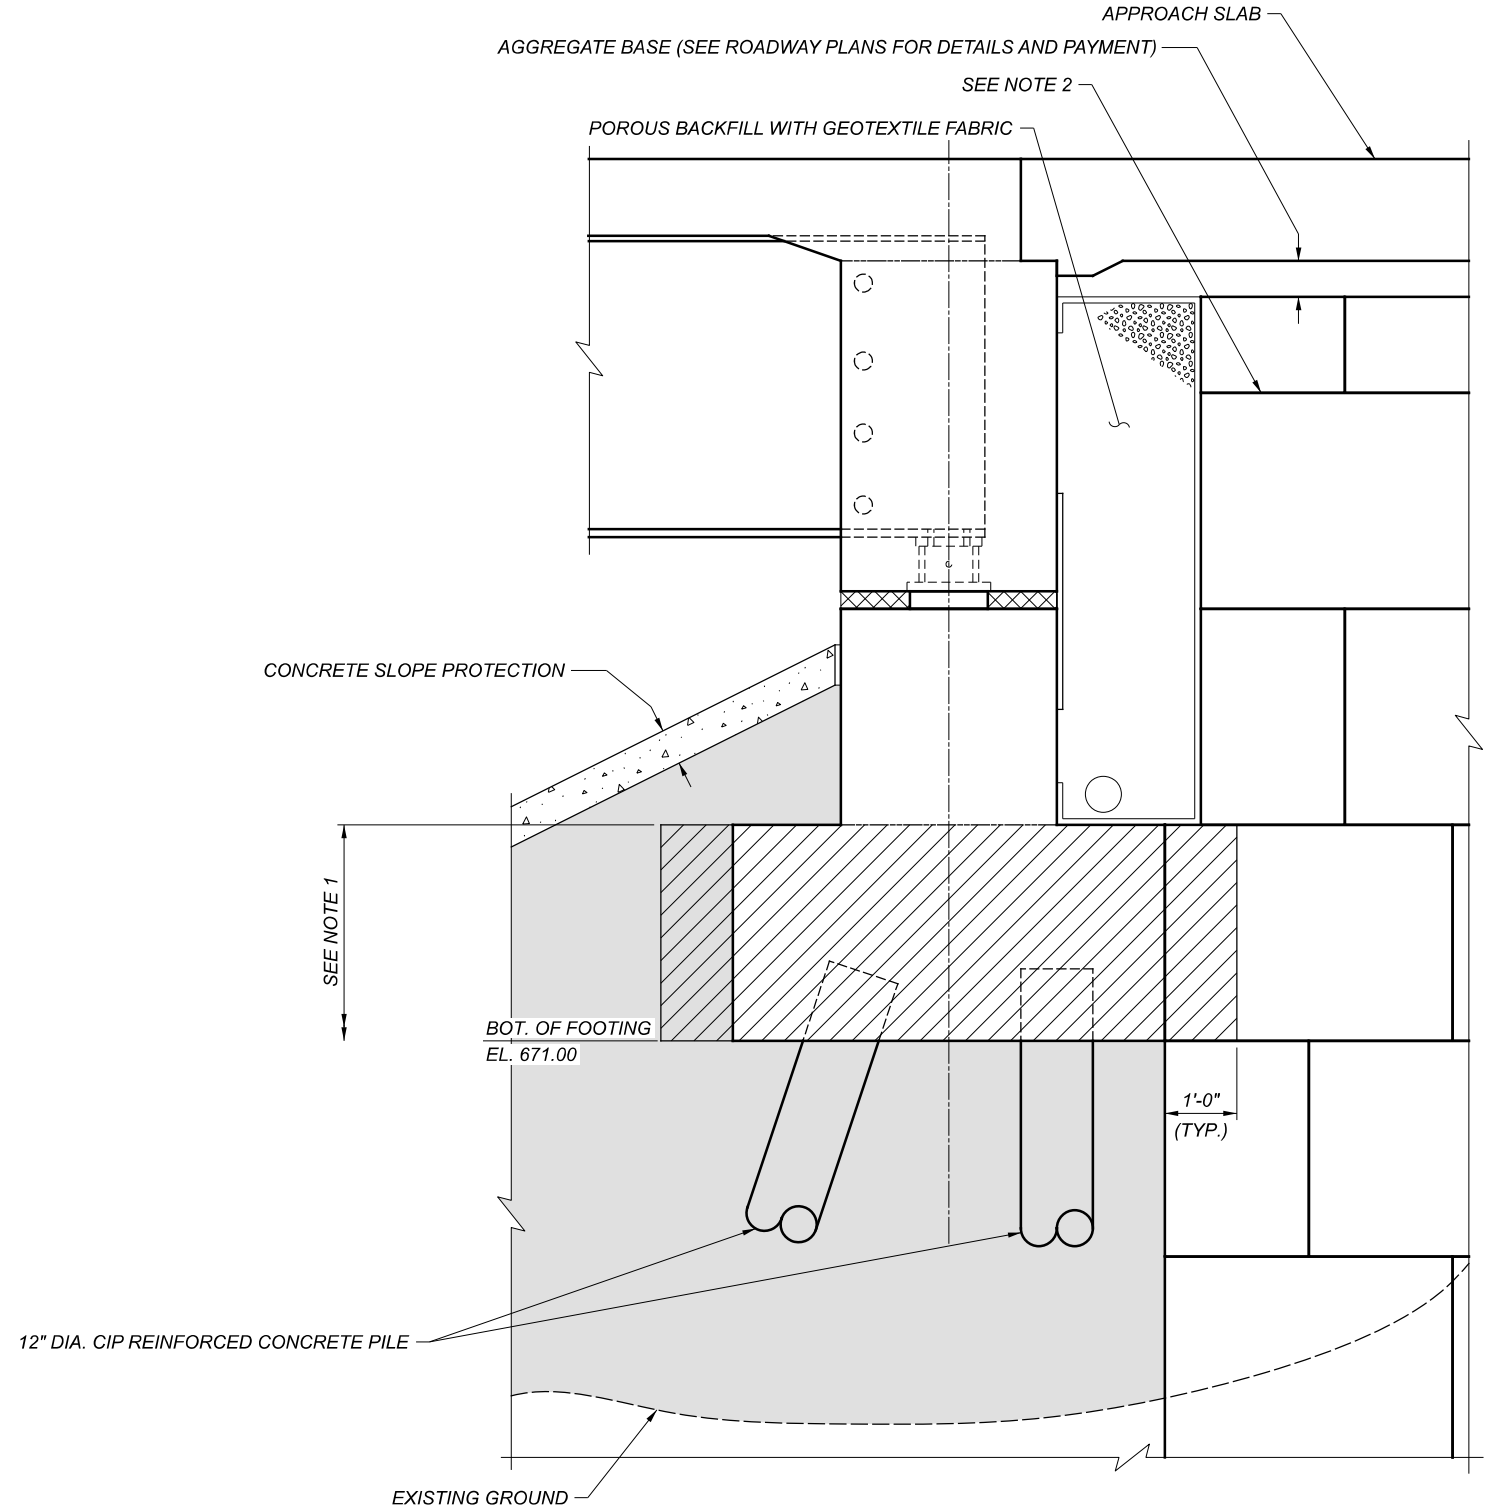 APPROACH SLAB
AGGREGATE BASE (SEE ROADWAY PLANS FOR DETAILS AND PAYMENT)
SEE NOTE 2
POROUS BACKFILL WITH GEOTEXTILE FABRIC
CONCRETE SLOPE PROTECTION
SEE NOTE 1
BOT. OF FOOTING
EL. 671.00
1'-0"
(TYP.)
12" DIA. CIP REINFORCED CONCRETE PILE
EXISTING GROUND